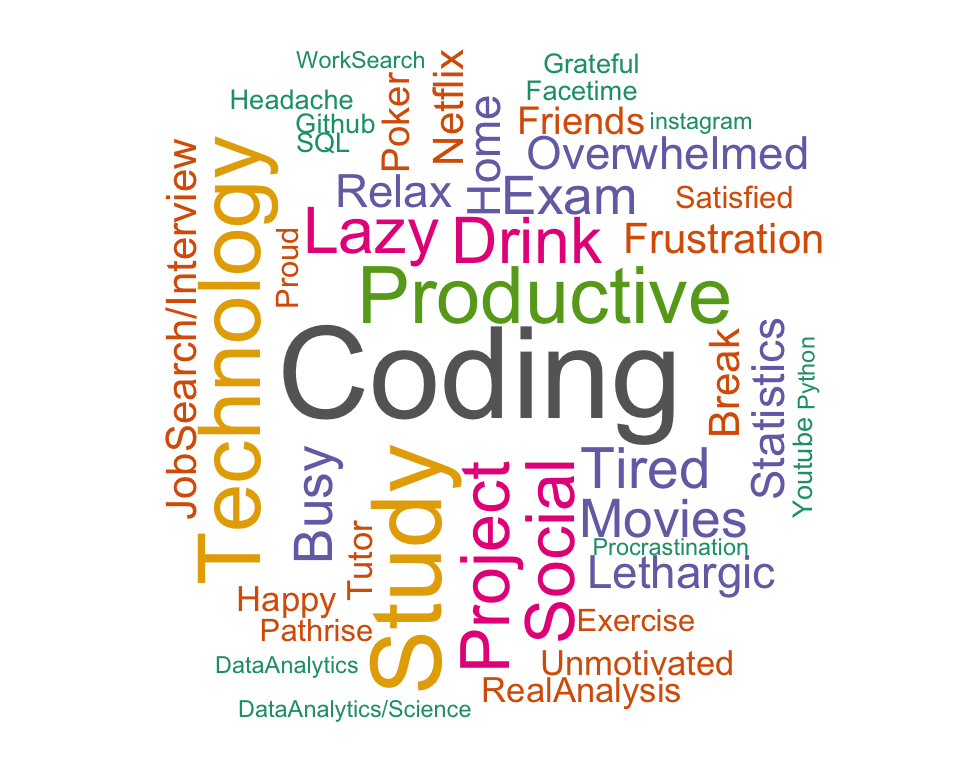 WorkSearch
Grateful
Netflix
Poker
Facetime
Headache
Home
Friends
instagram
Github
SQL
Overwhelmed
JobSearch/Interview
Technology
Relax
Exam
Satisfied
Lazy
Drink
Frustration
Proud
Productive
Coding
Break
Statistics
Python
Youtube
Busy
Study
Project
Social
Tired
Movies
Procrastination
Lethargic
Tutor
Happy
Pathrise
Exercise
DataAnalytics
Unmotivated
RealAnalysis
DataAnalytics/Science